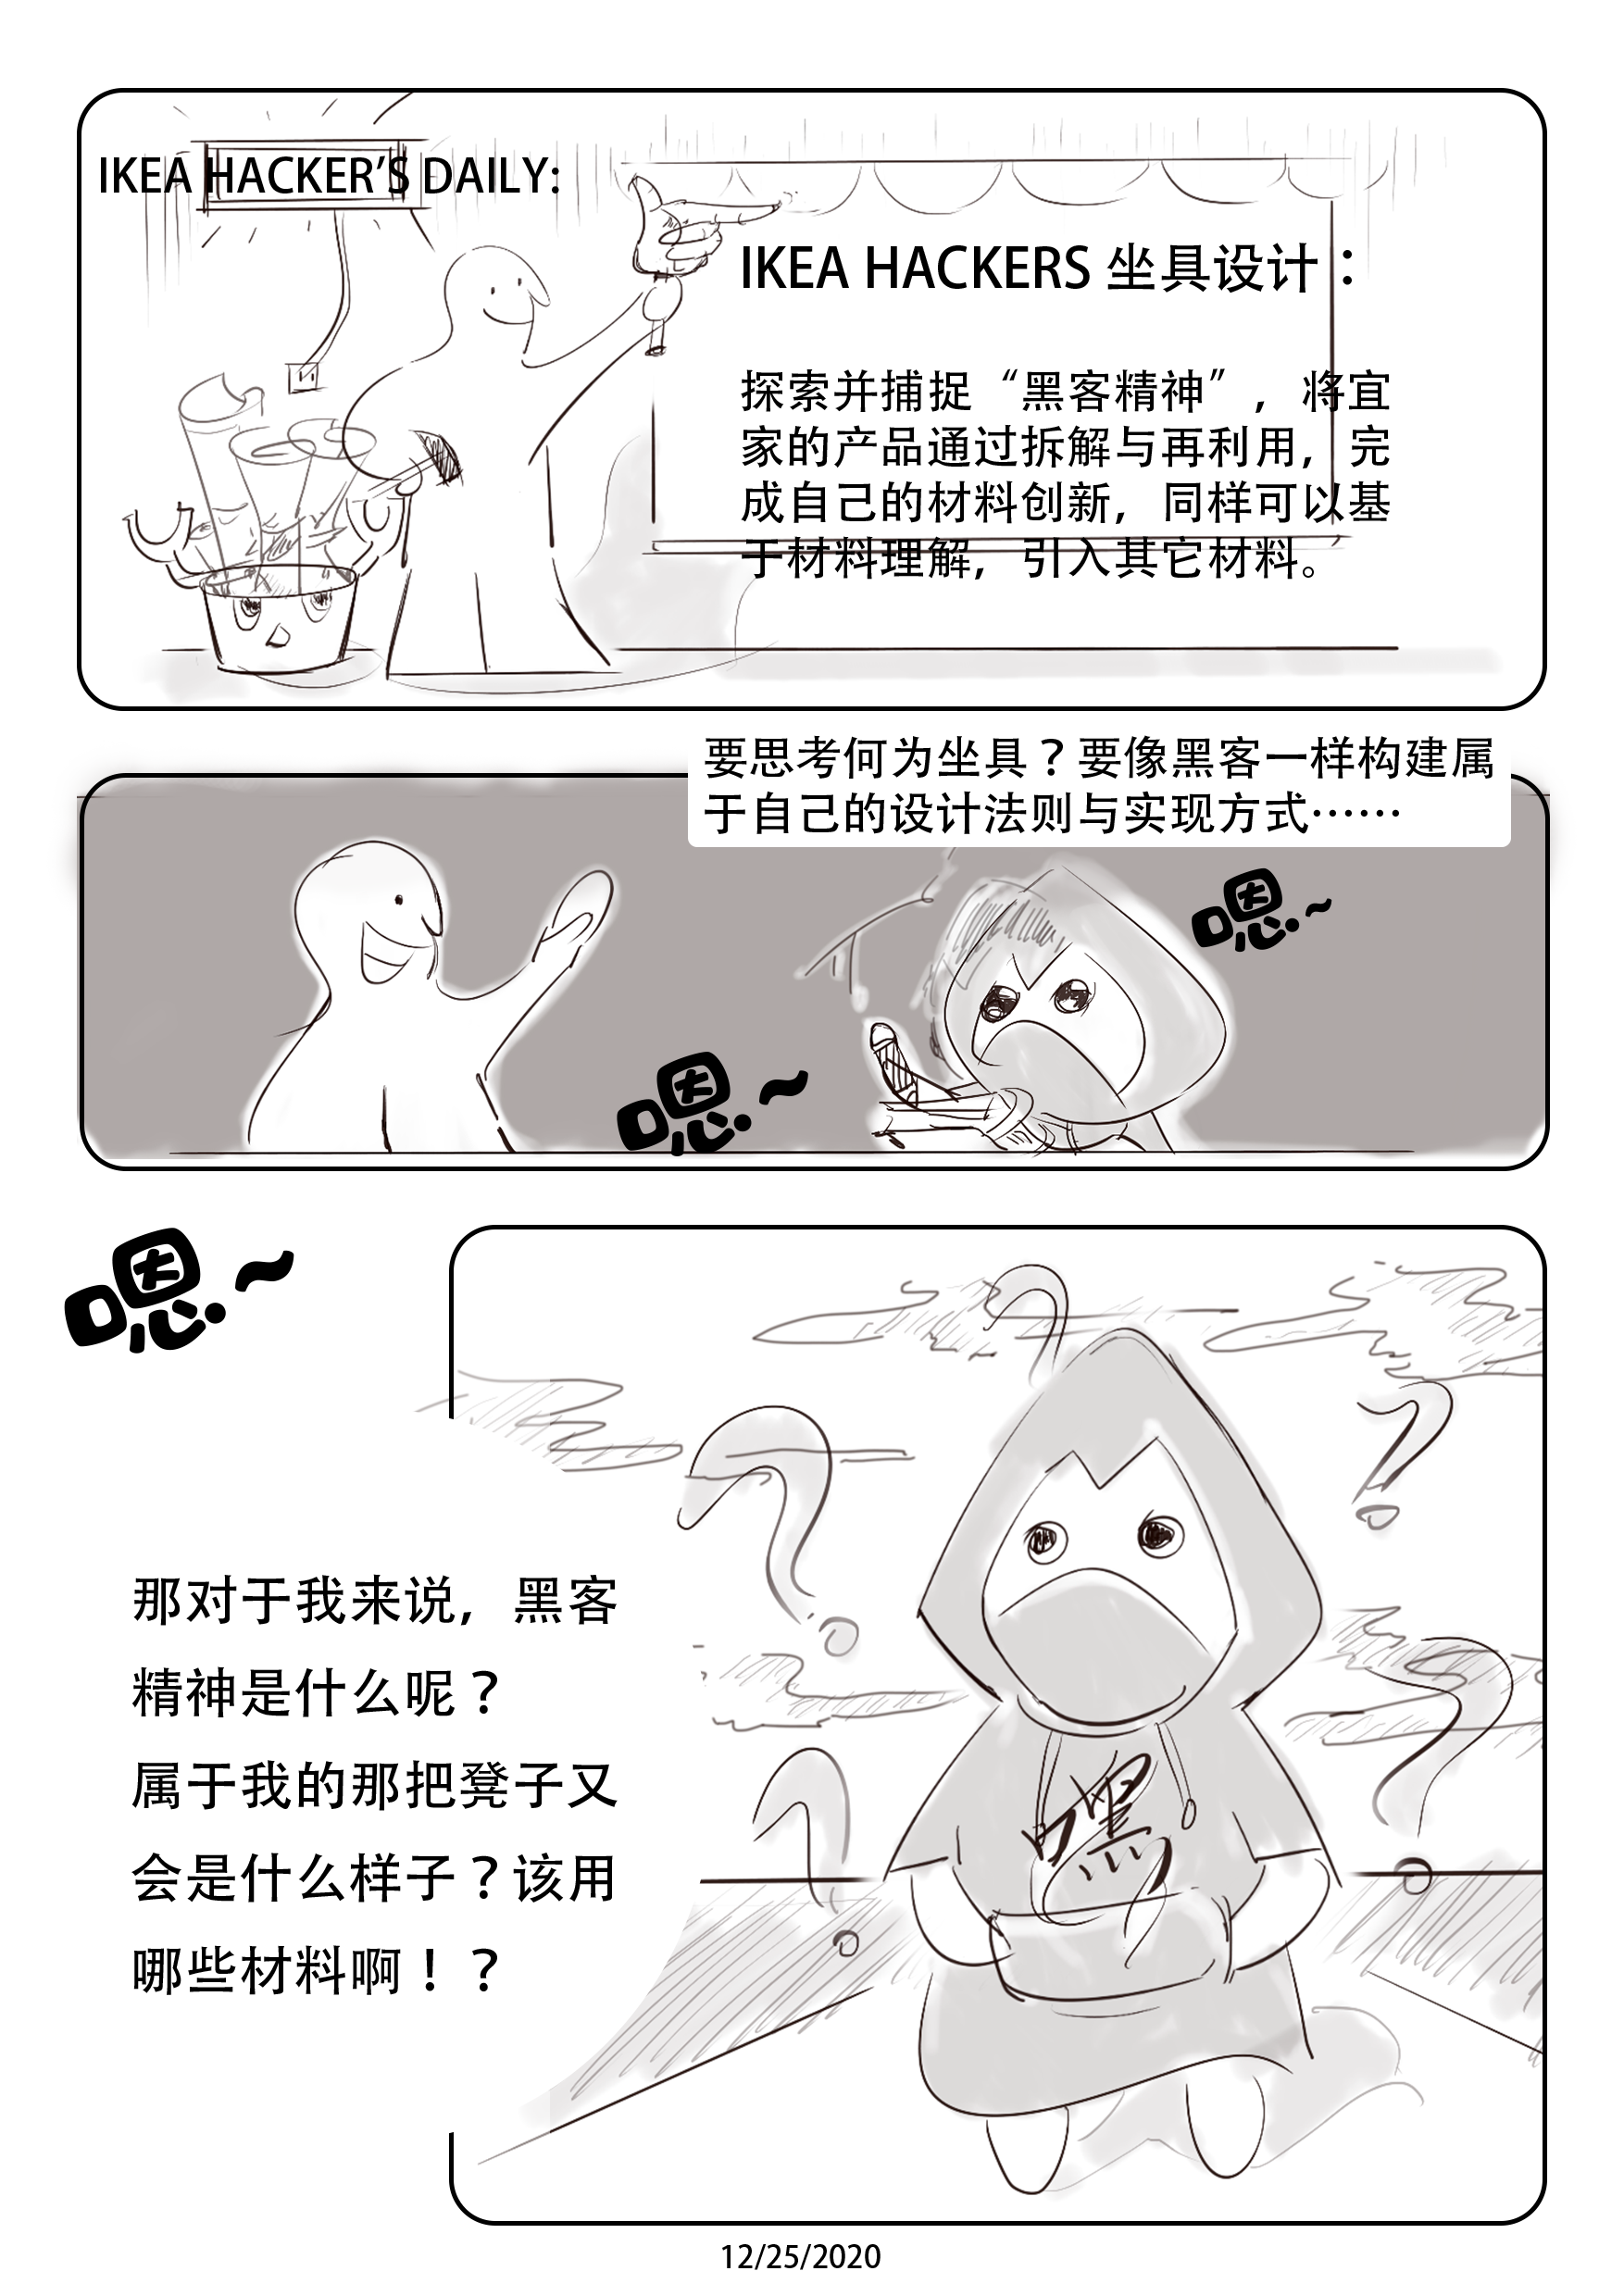 IKEA HACKER'S DAILY:
IKEA HACKERS 坐具设计：
探索并捕捉“黑客精神”，将宜
家的产品通过拆解与再利用，完
成自己的材料创新，同样可以基
于材料理解，引入其它材料。
要思考何为坐具？要像黑客一样构建属
于自己的设计法则与实现方式……
嗯~
嗯~
嗯~
那对于我来说，黑客
精神是什么呢？
属于我的那把凳子又
会是什么样子？该用
哪些材料啊！？
嘿
12/25/2020